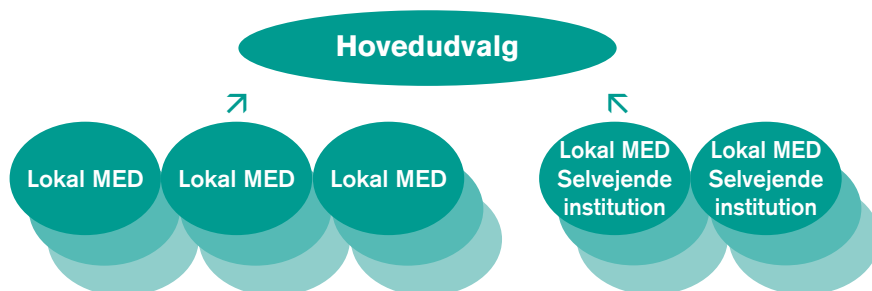 Hovedudvalg
Lokal MED
Lokal MED
Lokal MED
Lokal MED
Selvejende
institution
Lokal MED
Selvejende
institution